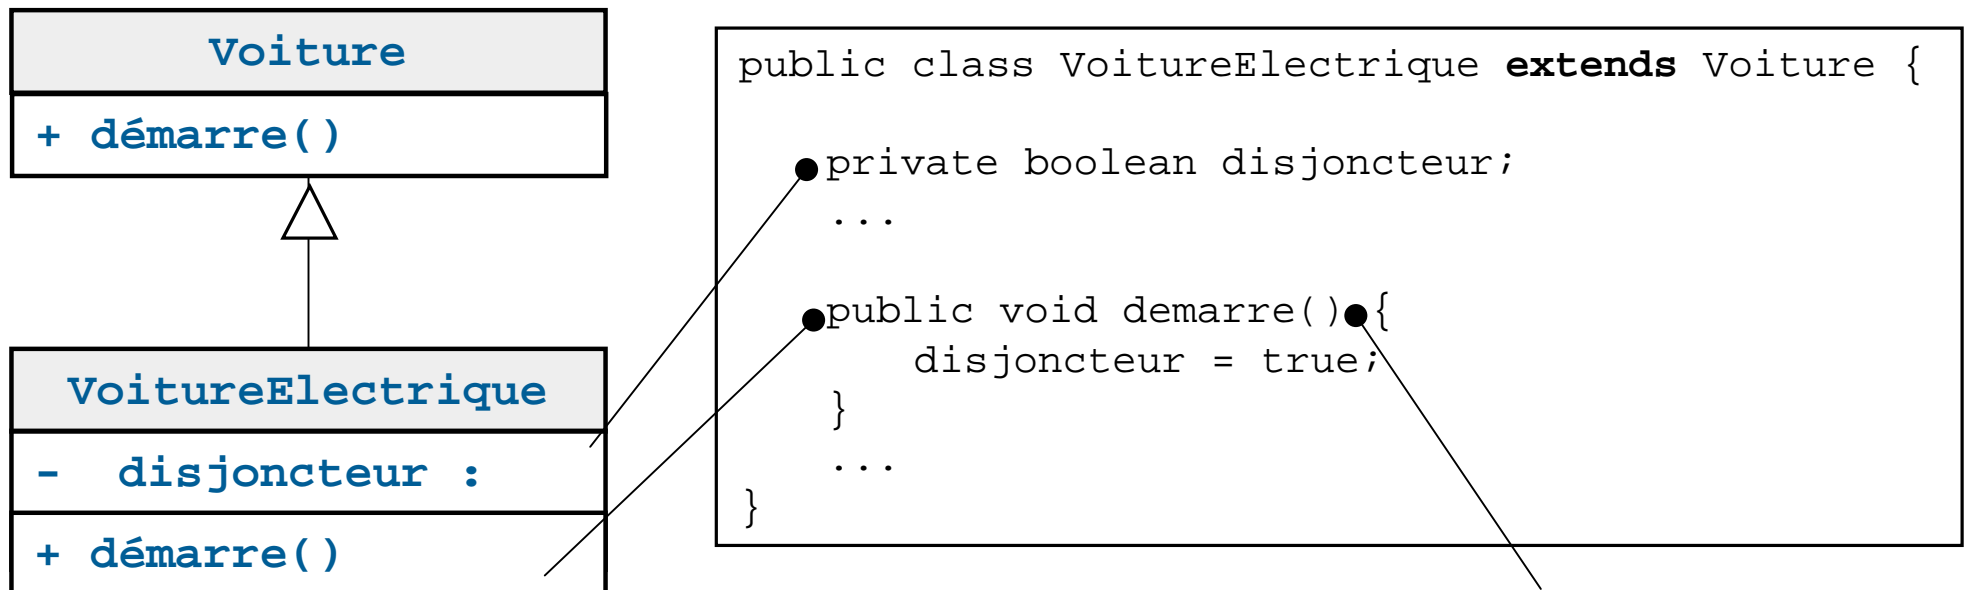 Voiture
+ démarre()
VoitureElectrique
- disjoncteur :
+ démarre()
public class VoitureElectrique extends Voiture {
private boolean disjoncteur;
...
public void demarre() {
disjoncteur = true;
}
...
}